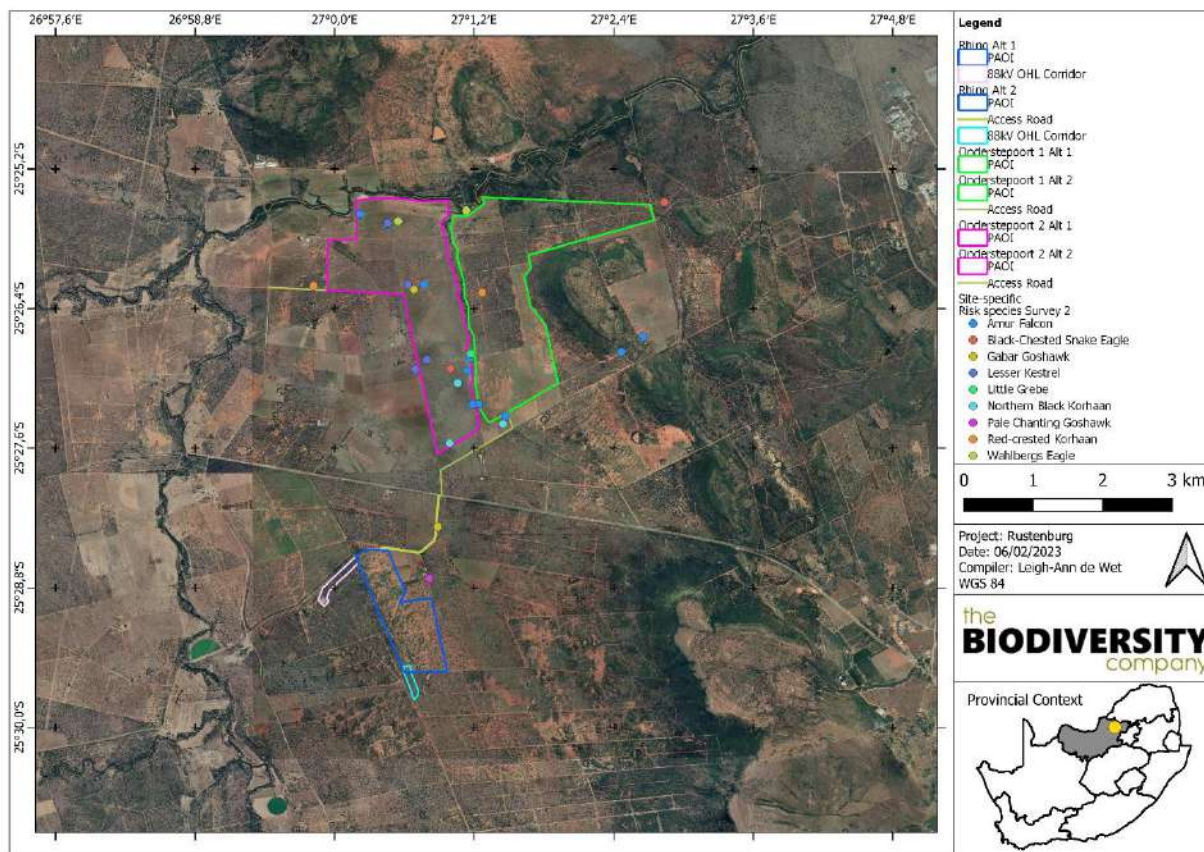 26°57,6'E 26°58,8'E 27°0,0'E 27°1,2'E 27°2,4'E 27°3,6'E 27°4,8'E
25°25,2'S
25°26,4'S
25°27,6'S
25°28,8'S
25°30,0'S
Legend
Rhino Alt 1
PAOI
88kV OHL Corridor
Rhino Alt 2
PAOI
Access Road
88kV OHL Corridor
Onderstepoort 1 Alt 1
PAOI
Onderstepoort 1 Alt 2
PAOI
Access Road
Onderstepoort 2 Alt 1
PAOI
Onderstepoort 2 Alt 2
PAOI
Access Road
Site-specific
Risk species Survey 2
Amur Falcon
Black-Chested Snake Eagle
Gabar Goshawk
Lesser Kestrel
Little Grebe
Northern Black Korhaan
Pale Chanting Goshawk
Red-crested Korhaan
Wahlbergs Eagle
0 1 2 3 km
Project: Rustenburg
Date: 06/02/2023
Compiler: Leigh-Ann de Wet
WGS 84
the
BIODIVERSITY
company
Provincial Context